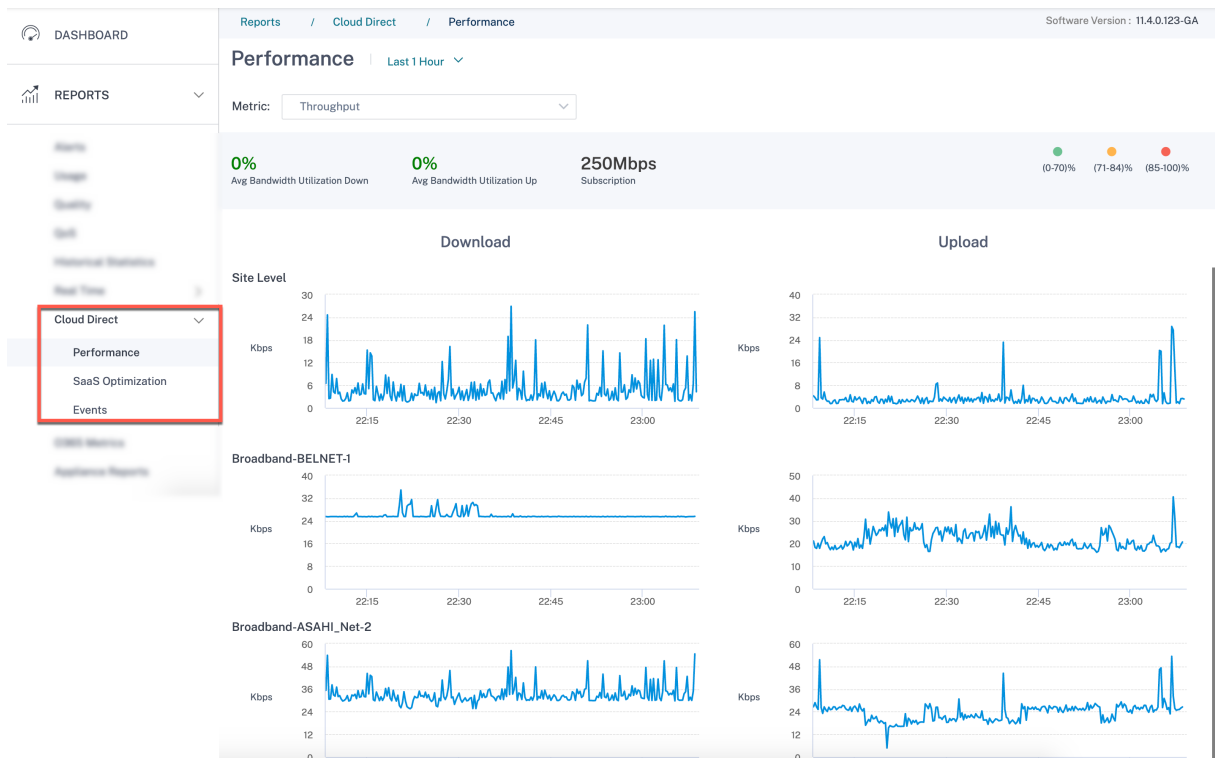 DASHBOARD
REPORTS
Cloud Direct
Performance
SaaS Optimization
Events
Reports / Cloud Direct / Performance
Software Version : 11.4.0.123-GA
Performance Last 1 Hour
Metric: Throughput
0% 0% 250Mbps
Avg Bandwidth Utilization Down Avg Bandwidth Utilization Up Subscription
(0-70)% (71-84)% (85-100)%
Download Upload
Site Level
30
24
18
12
6
0
Kbps
22:15 22:30 22:45 23:00
40
32
24
16
8
0
Kbps
22:15 22:30 22:45 23:00
Broadband-BELNET-1
40
32
24
16
8
0
Kbps
22:15 22:30 22:45 23:00
50
40
30
20
10
0
Kbps
22:15 22:30 22:45 23:00
Broadband-ASAHI_Net-2
60
48
36
24
12
0
Kbps
60
48
36
24
12
0
Kbps